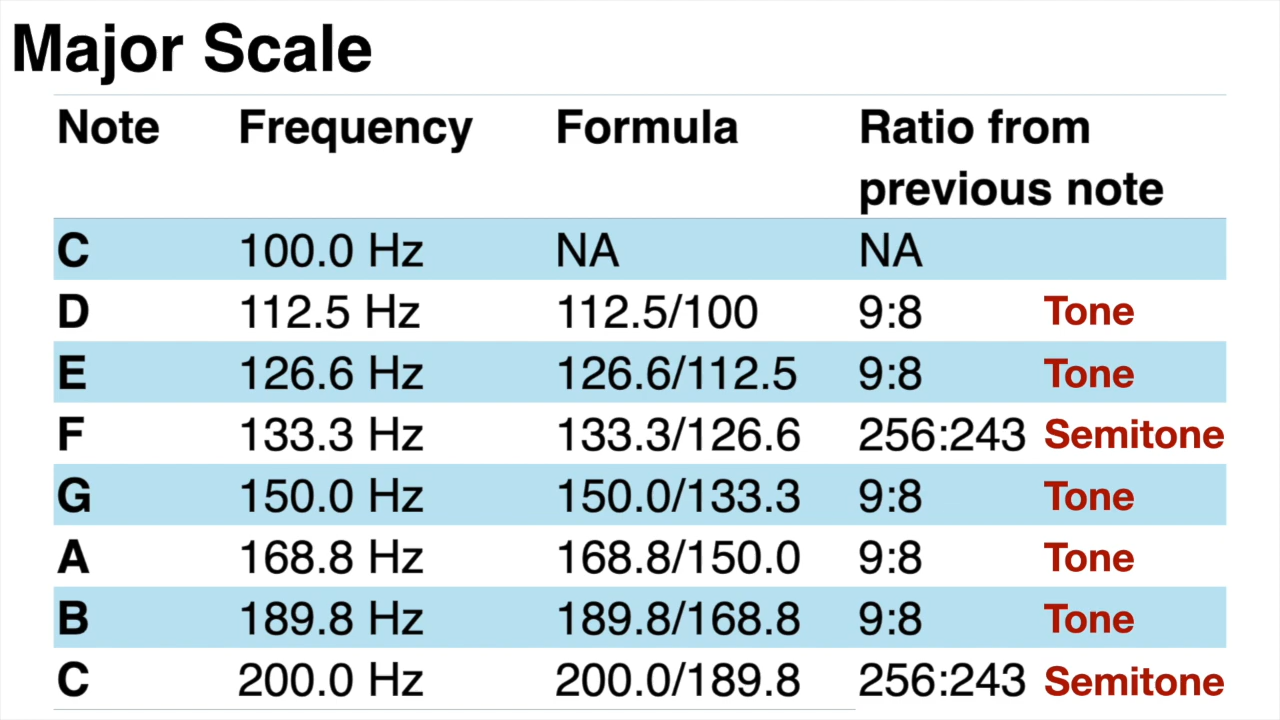 Major Scale
Note Frequency Formula Ratio from
previous note
C 100.0 Hz NA NA
D 112.5 Hz 112.5/100 9:8 Tone
E 126.6 Hz 126.6/112.5 9:8 Tone
F 133.3 Hz 133.3/126.6 256:243 Semitone
G 150.0 Hz 150.0/133.3 9:8 Tone
A 168.8 Hz 168.8/150.0 9:8 Tone
B 189.8 Hz 189.8/168.8 9:8 Tone
C 200.0 Hz 200.0/189.8 256:243 Semitone